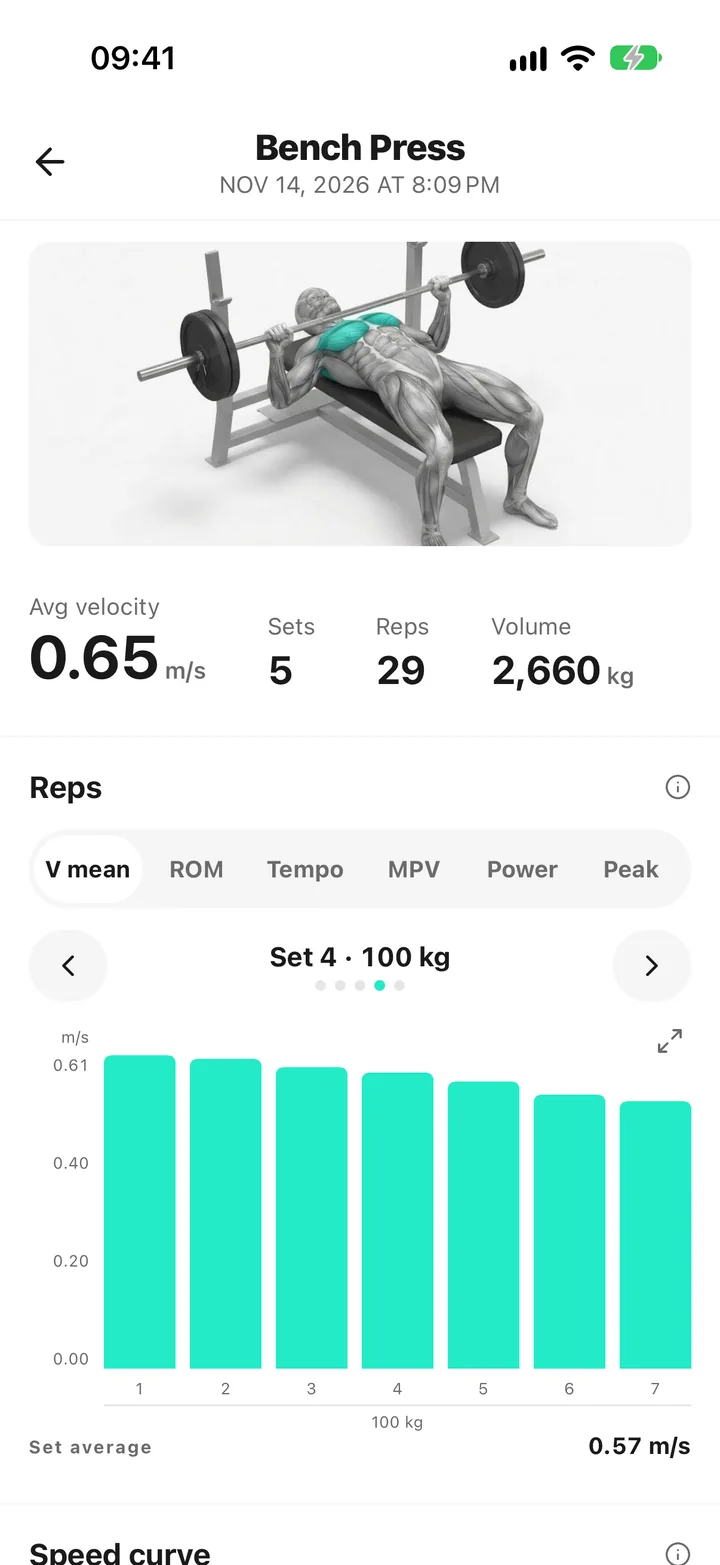 09:41
Bench Press
NOV 14, 2026 AT 8:09 PM
Avg velocity
0.65 m/s
Sets
5
Reps
29
Volume
2,660 kg
Reps
V mean ROM Tempo MPV Power Peak
Set 4 · 100 kg
m/s
0.61
0.40
0.20
0.00
1 2 3 4 5 6 7
100 kg
Set average 0.57 m/s
Speed curve